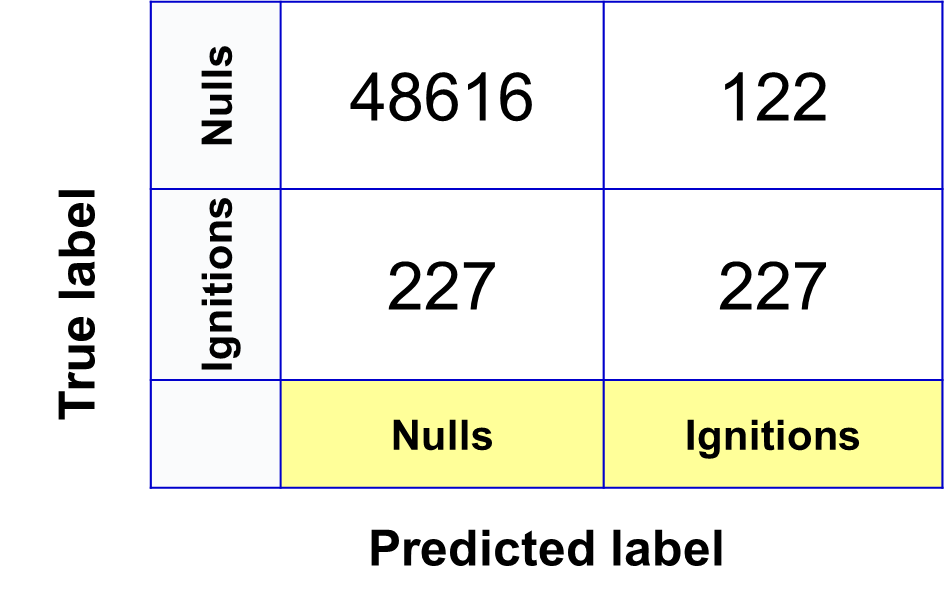 True label
Nulls 48616 122
Ignitions 227 227
Nulls Ignitions
Predicted label